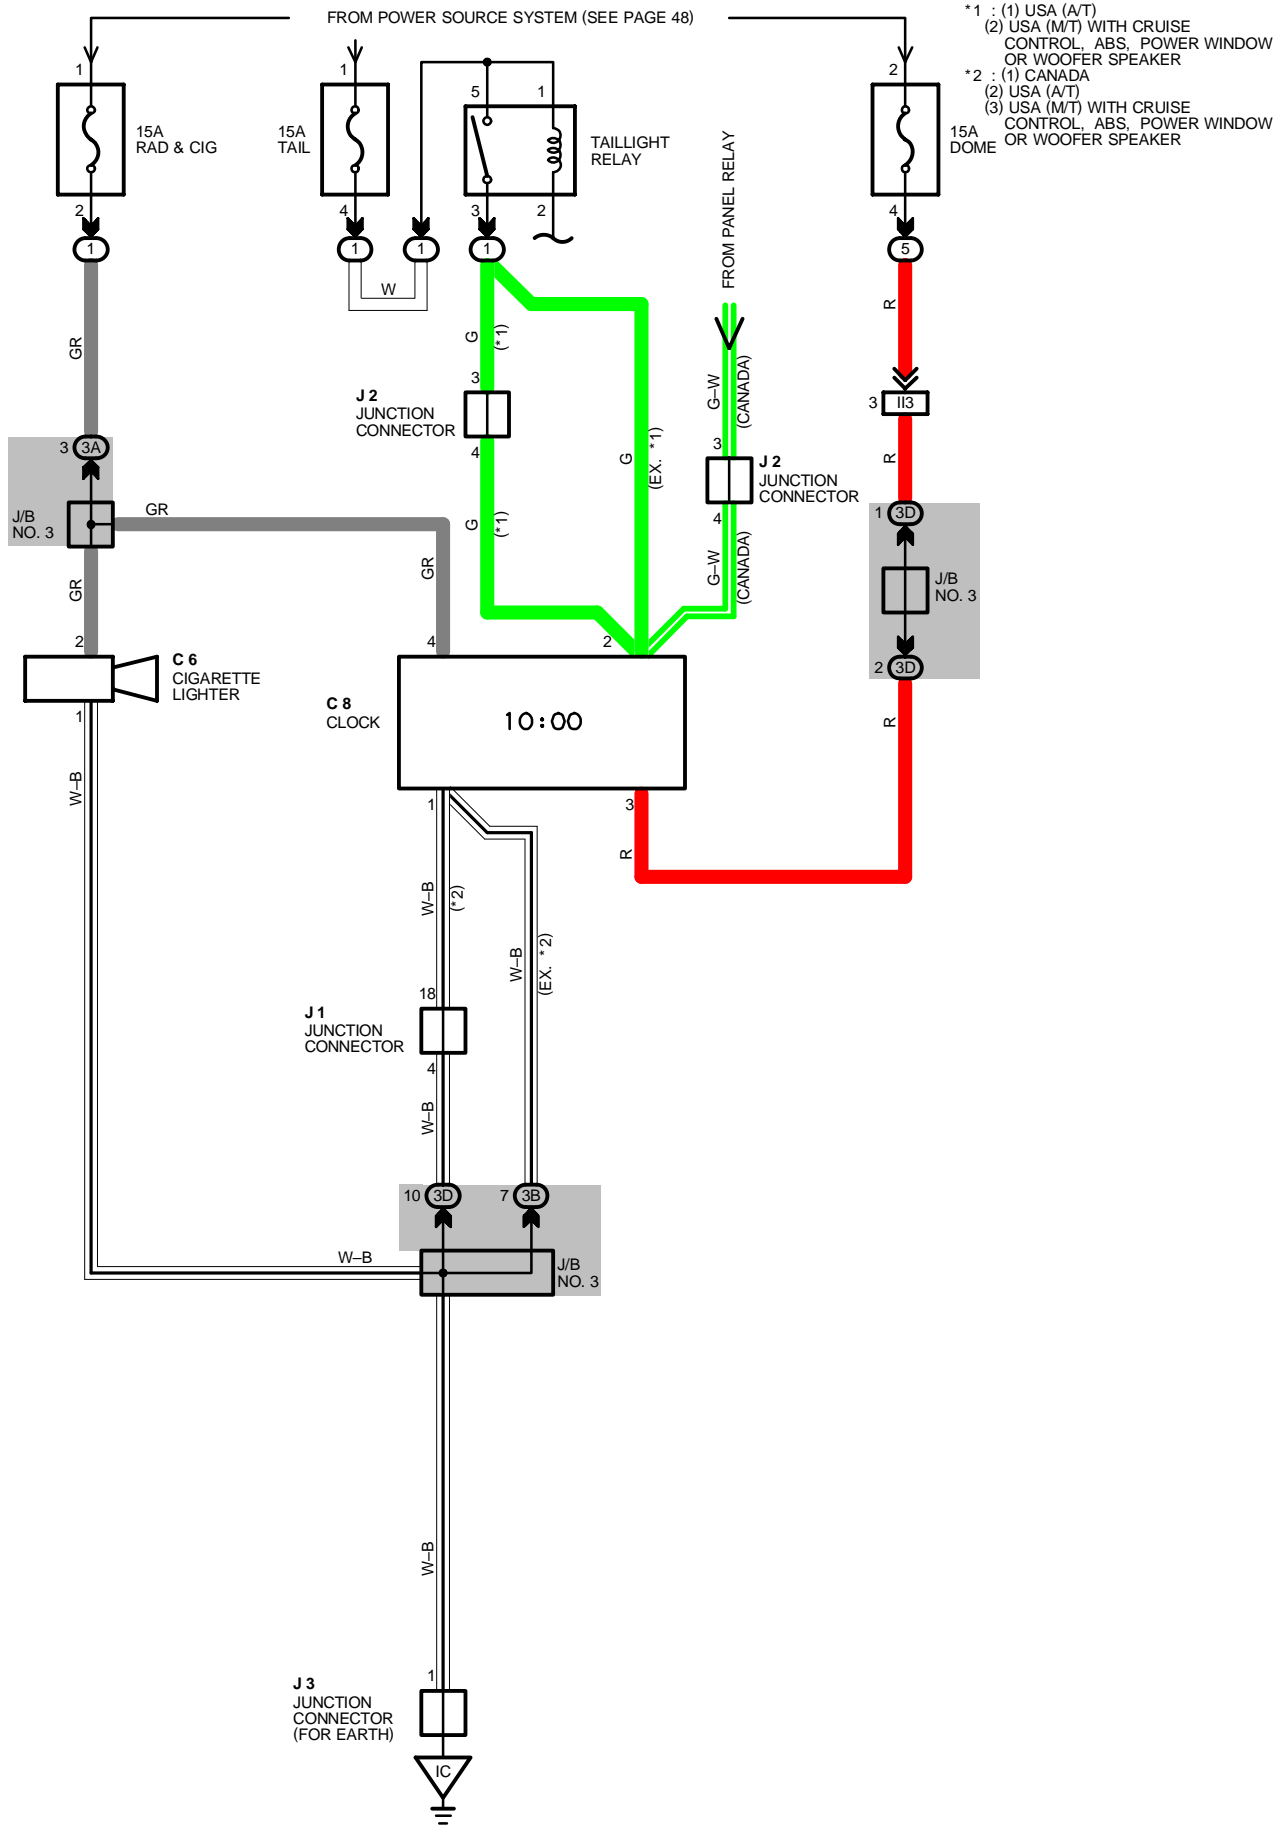 FROM POWER SOURCE SYSTEM (SEE PAGE 48)
*1 : (1) USA (A/T)
(2) USA (M/T) WITH CRUISE
CONTROL, ABS, POWER WINDOW
OR WOOFER SPEAKER
*2 : (1) CANADA
(2) USA (A/T)
(3) USA (M/T) WITH CRUISE
CONTROL, ABS, POWER WINDOW
OR WOOFER SPEAKER
1
15A
RAD & CIG
2
1
1
15A
TAIL
4
1
1
W
5
1
TAILLIGHT
RELAY
3
2
1
FROM PANEL RELAY
2
15A
DOME
4
5
R
3
II3
R
GR
G
(*1)
3
J 2
JUNCTION
CONNECTOR
4
G
(*1)
G
(EX. *1)
G–W
(CANADA)
3
J 2
JUNCTION
CONNECTOR
4
G–W
(CANADA)
3
3A
J/B
NO. 3
GR
GR
GR
1
3D
J/B
NO. 3
2
3D
R
2
C 6
CIGARETTE
LIGHTER
1
4
2
C 8
CLOCK
10:00
1
3
R
W–B
W–B
(*2)
W–B
(EX. *2)
18
J 1
JUNCTION
CONNECTOR
4
W–B
10
3D
7
3B
W–B
J/B
NO. 3
W–B
1
J 3
JUNCTION
CONNECTOR
(FOR EARTH)
IC